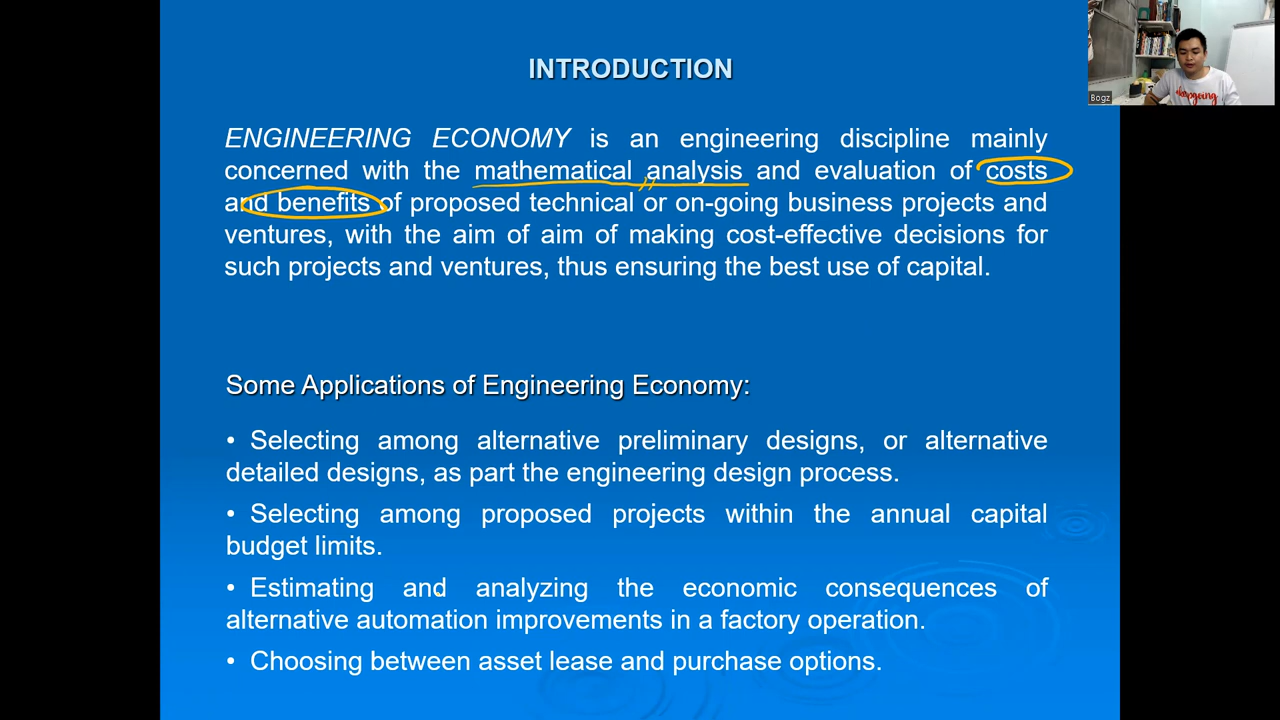 INTRODUCTION
ENGINEERING ECONOMY is an engineering discipline mainly
concerned with the mathematical analysis and evaluation of costs
and benefits of proposed technical or on-going business projects and
ventures, with the aim of aim of making cost-effective decisions for
such projects and ventures, thus ensuring the best use of capital.
Some Applications of Engineering Economy:
• Selecting among alternative preliminary designs, or alternative
detailed designs, as part the engineering design process.
• Selecting among proposed projects within the annual capital
budget limits.
• Estimating and analyzing the economic consequences of
alternative automation improvements in a factory operation.
• Choosing between asset lease and purchase options.
Bogz